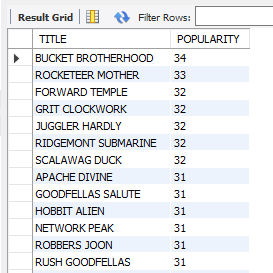 Result Grid Filter Rows:
TITLE POPULARITY
BUCKET BROTHERHOOD 34
ROCKETEER MOTHER 33
FORWARD TEMPLE 32
GRIT CLOCKWORK 32
JUGGLER HARDLY 32
RIDGEMONT SUBMARINE 32
SCALAWAG DUCK 32
APACHE DIVINE 31
GOODFELLAS SALUTE 31
HOBBIT ALIEN 31
NETWORK PEAK 31
ROBBERS JOON 31
RUSH GOODFELLAS 31